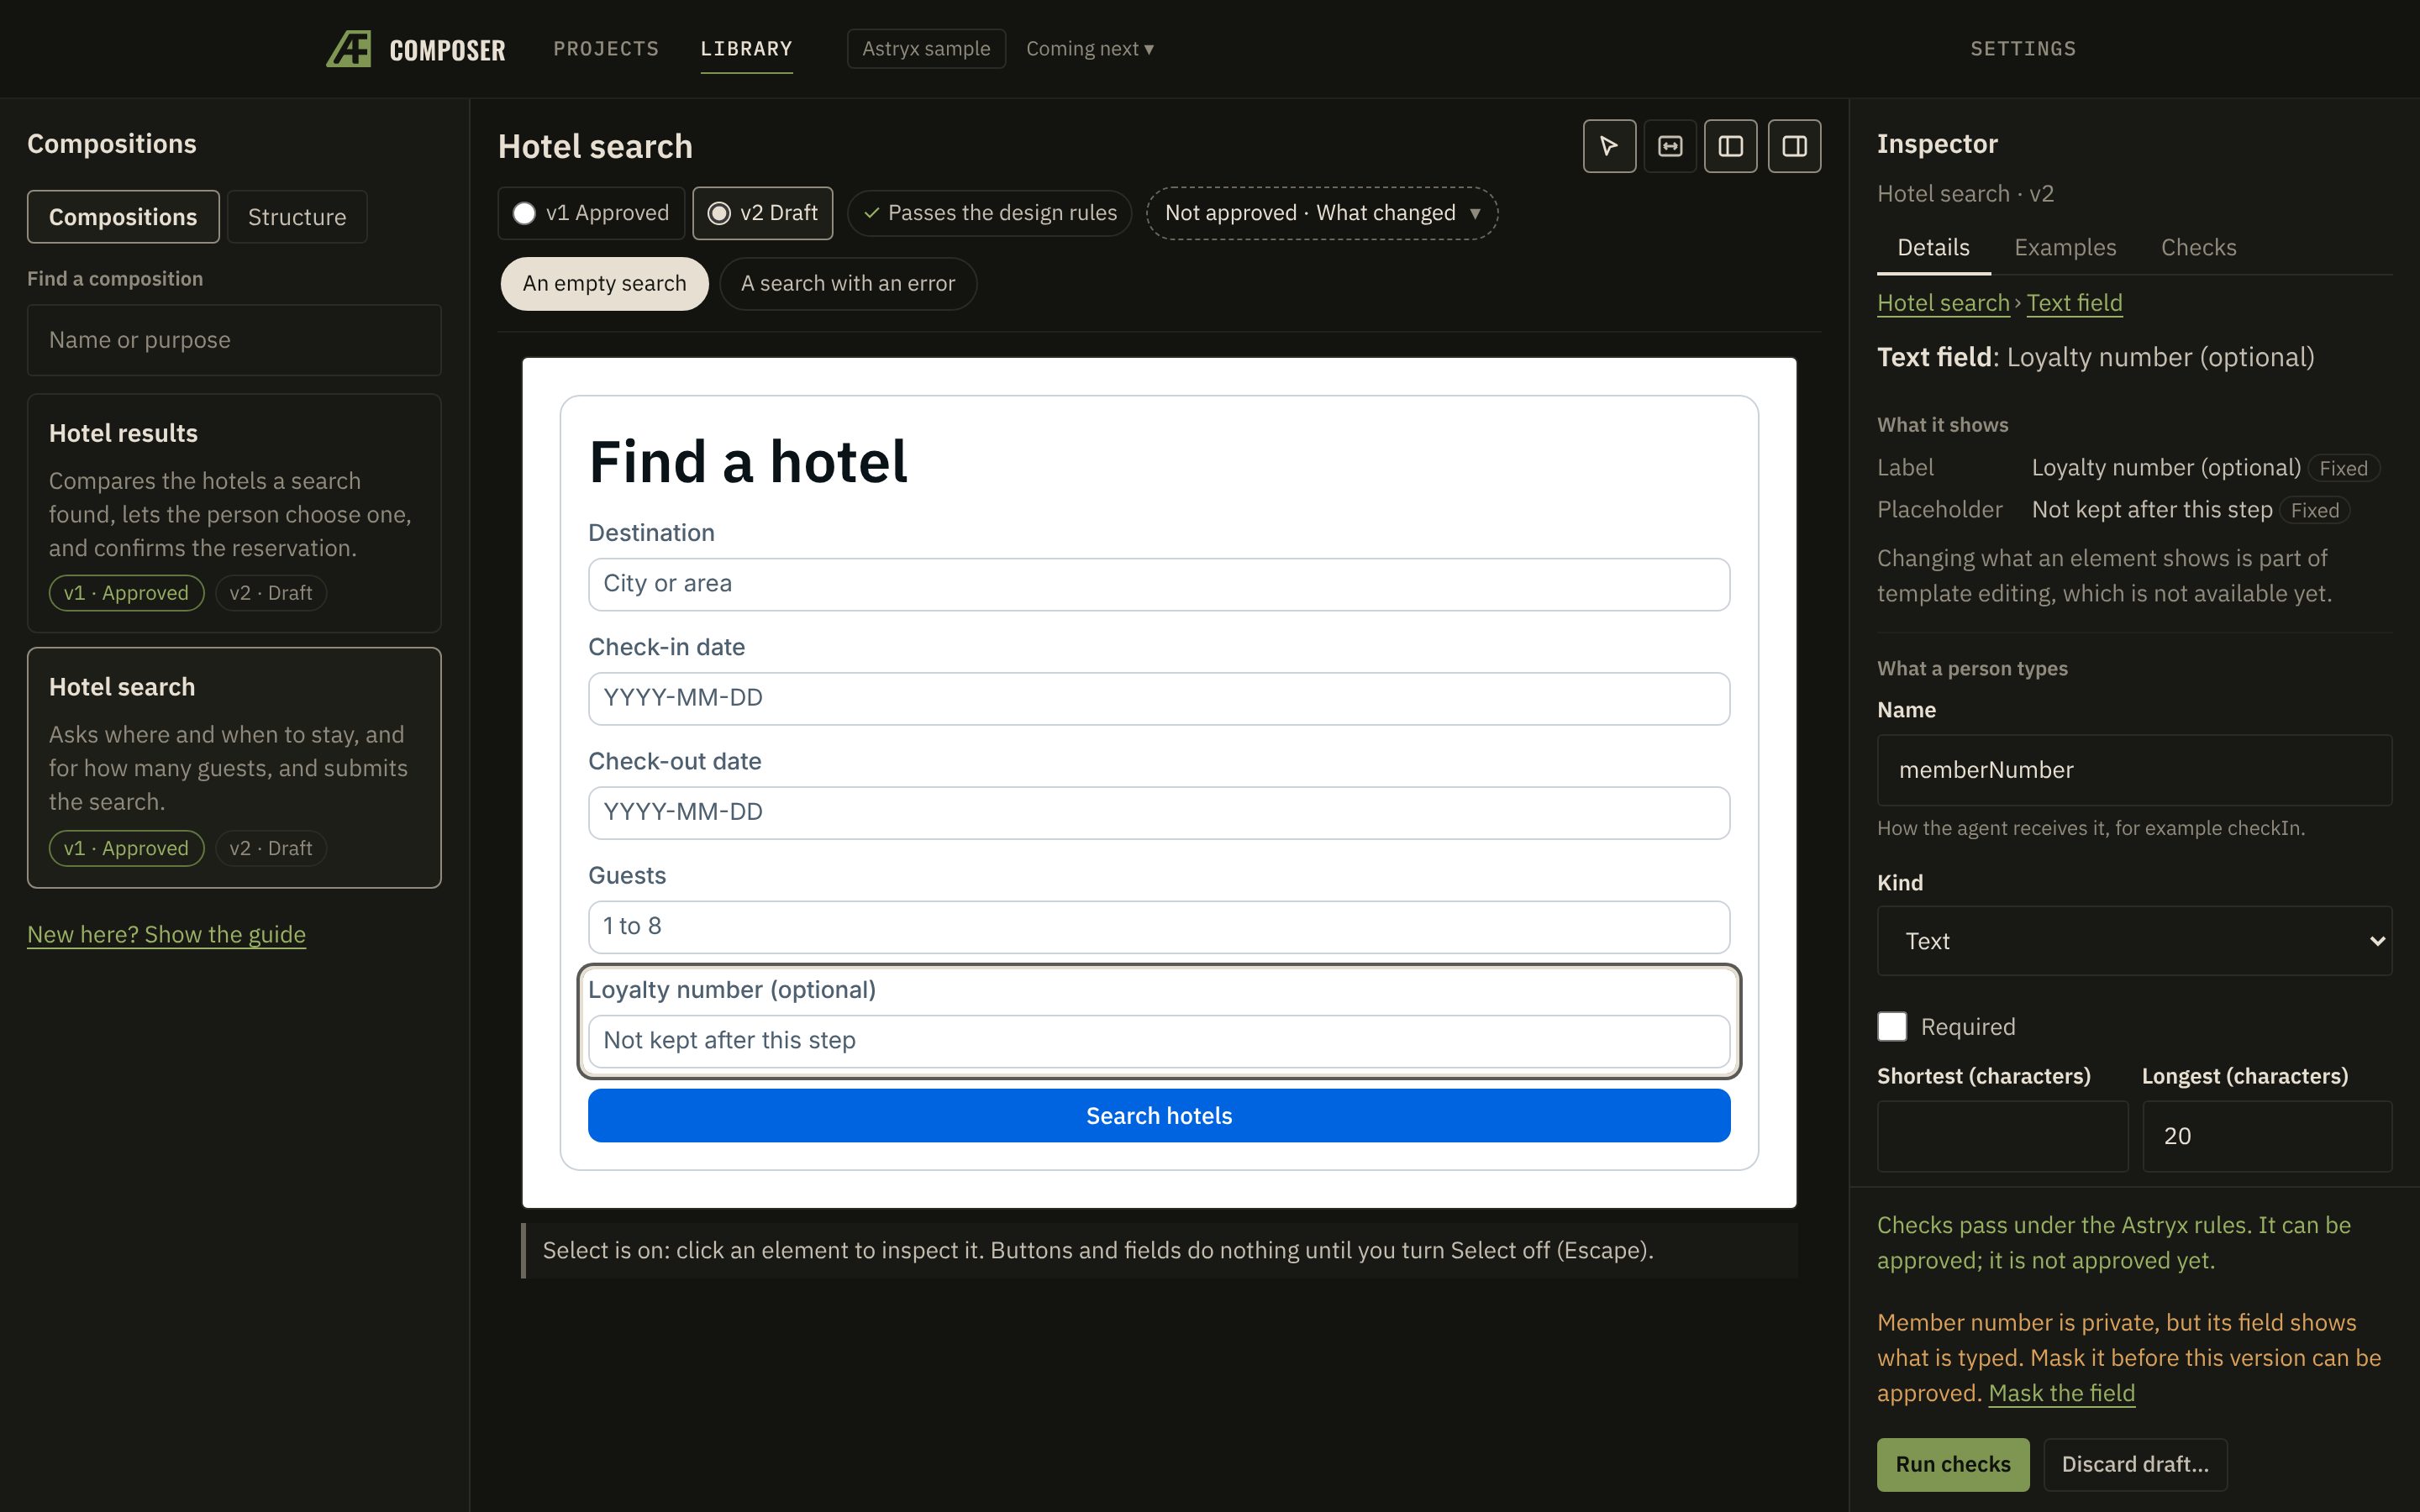 COMPOSER
PROJECTS
LIBRARY
Astryx sample
Coming next ▾
SETTINGS
Compositions
Compositions
Structure
Find a composition
Name or purpose
Hotel results
Compares the hotels a search
found, lets the person choose one,
and confirms the reservation.
v1 · Approved
v2 · Draft
Hotel search
Asks where and when to stay, and
for how many guests, and submits
the search.
v1 · Approved
v2 · Draft
New here? Show the guide
Hotel search
v1 Approved
v2 Draft
✓ Passes the design rules
Not approved · What changed ▾
An empty search
A search with an error
Find a hotel
Destination
City or area
Check-in date
YYYY-MM-DD
Check-out date
YYYY-MM-DD
Guests
1 to 8
Loyalty number (optional)
Not kept after this step
Search hotels
Select is on: click an element to inspect it. Buttons and fields do nothing until you turn Select off (Escape).
Inspector
Hotel search · v2
Details
Examples
Checks
Hotel search › Text field
Text field: Loyalty number (optional)
What it shows
Label Loyalty number (optional) Fixed
Placeholder Not kept after this step Fixed
Changing what an element shows is part of
template editing, which is not available yet.
What a person types
Name
memberNumber
How the agent receives it, for example checkIn.
Kind
Text
Required
Shortest (characters)
Longest (characters)
20
Checks pass under the Astryx rules. It can be
approved; it is not approved yet.
Member number is private, but its field shows
what is typed. Mask it before this version can be
approved. Mask the field
Run checks
Discard draft...